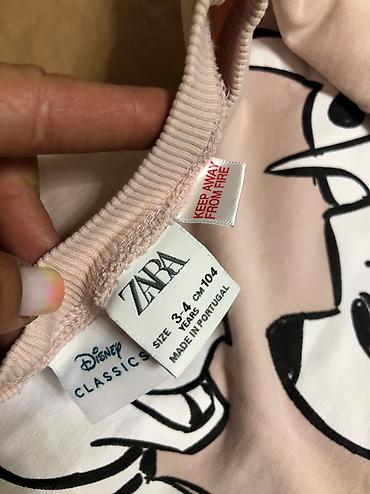 KEEP AWAY
FROM FIRE
ZARA
SIZE 3-4 CM 104
YEARS
MADE IN PORTUGAL
Disney
CLASSICS